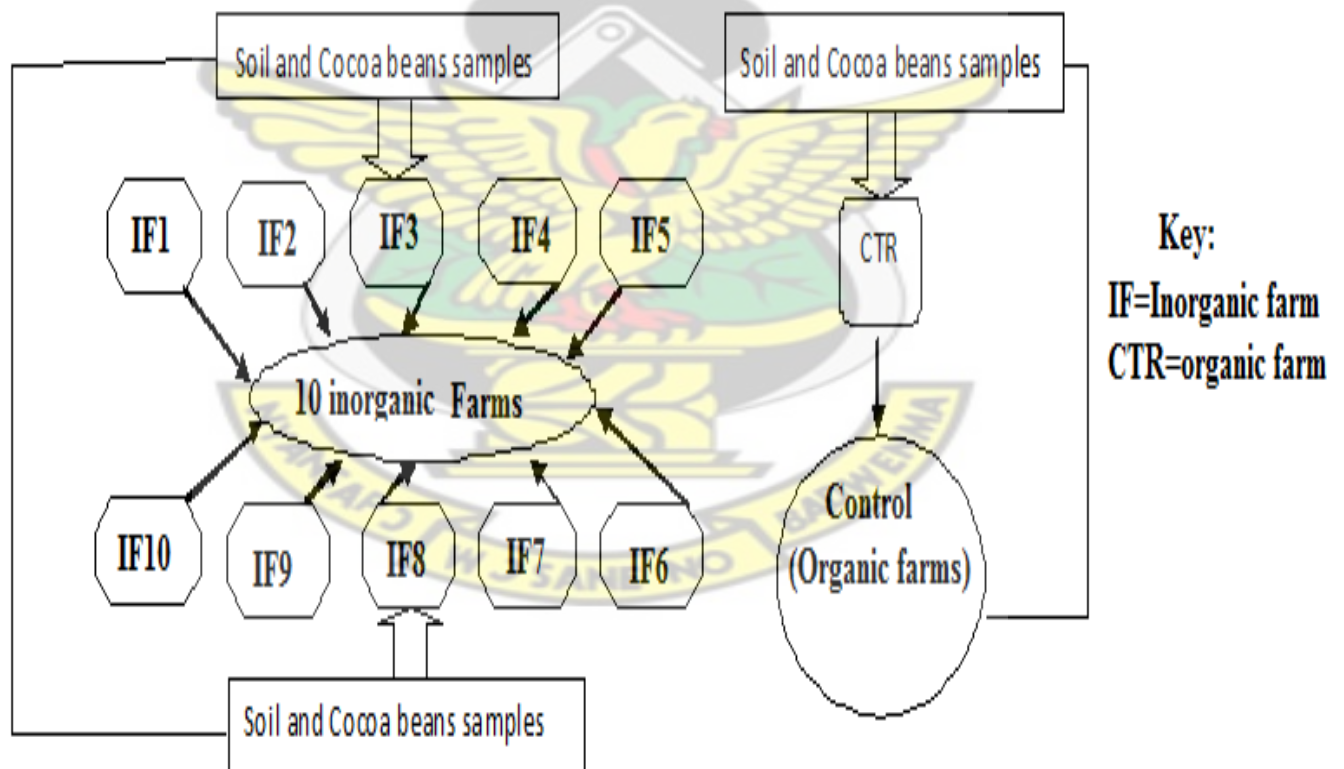 Soil and Cocoa beans samples
Soil and Cocoa beans samples
IF1
IF2
IF3
IF4
IF5
CTR
Key:
IF=Inorganic farm
CTR=organic farm
10 inorganic Farms
IF10
IF9
IF8
IF7
IF6
Control
(Organic farms)
Soil and Cocoa beans samples